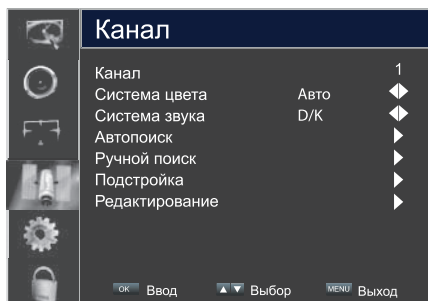 Канал
Канал 1
Система цвета Авто
Система звука D/K
Автопоиск
Ручной поиск
Подстройка
Редактирование
OK Ввод Выбор MENU Выход